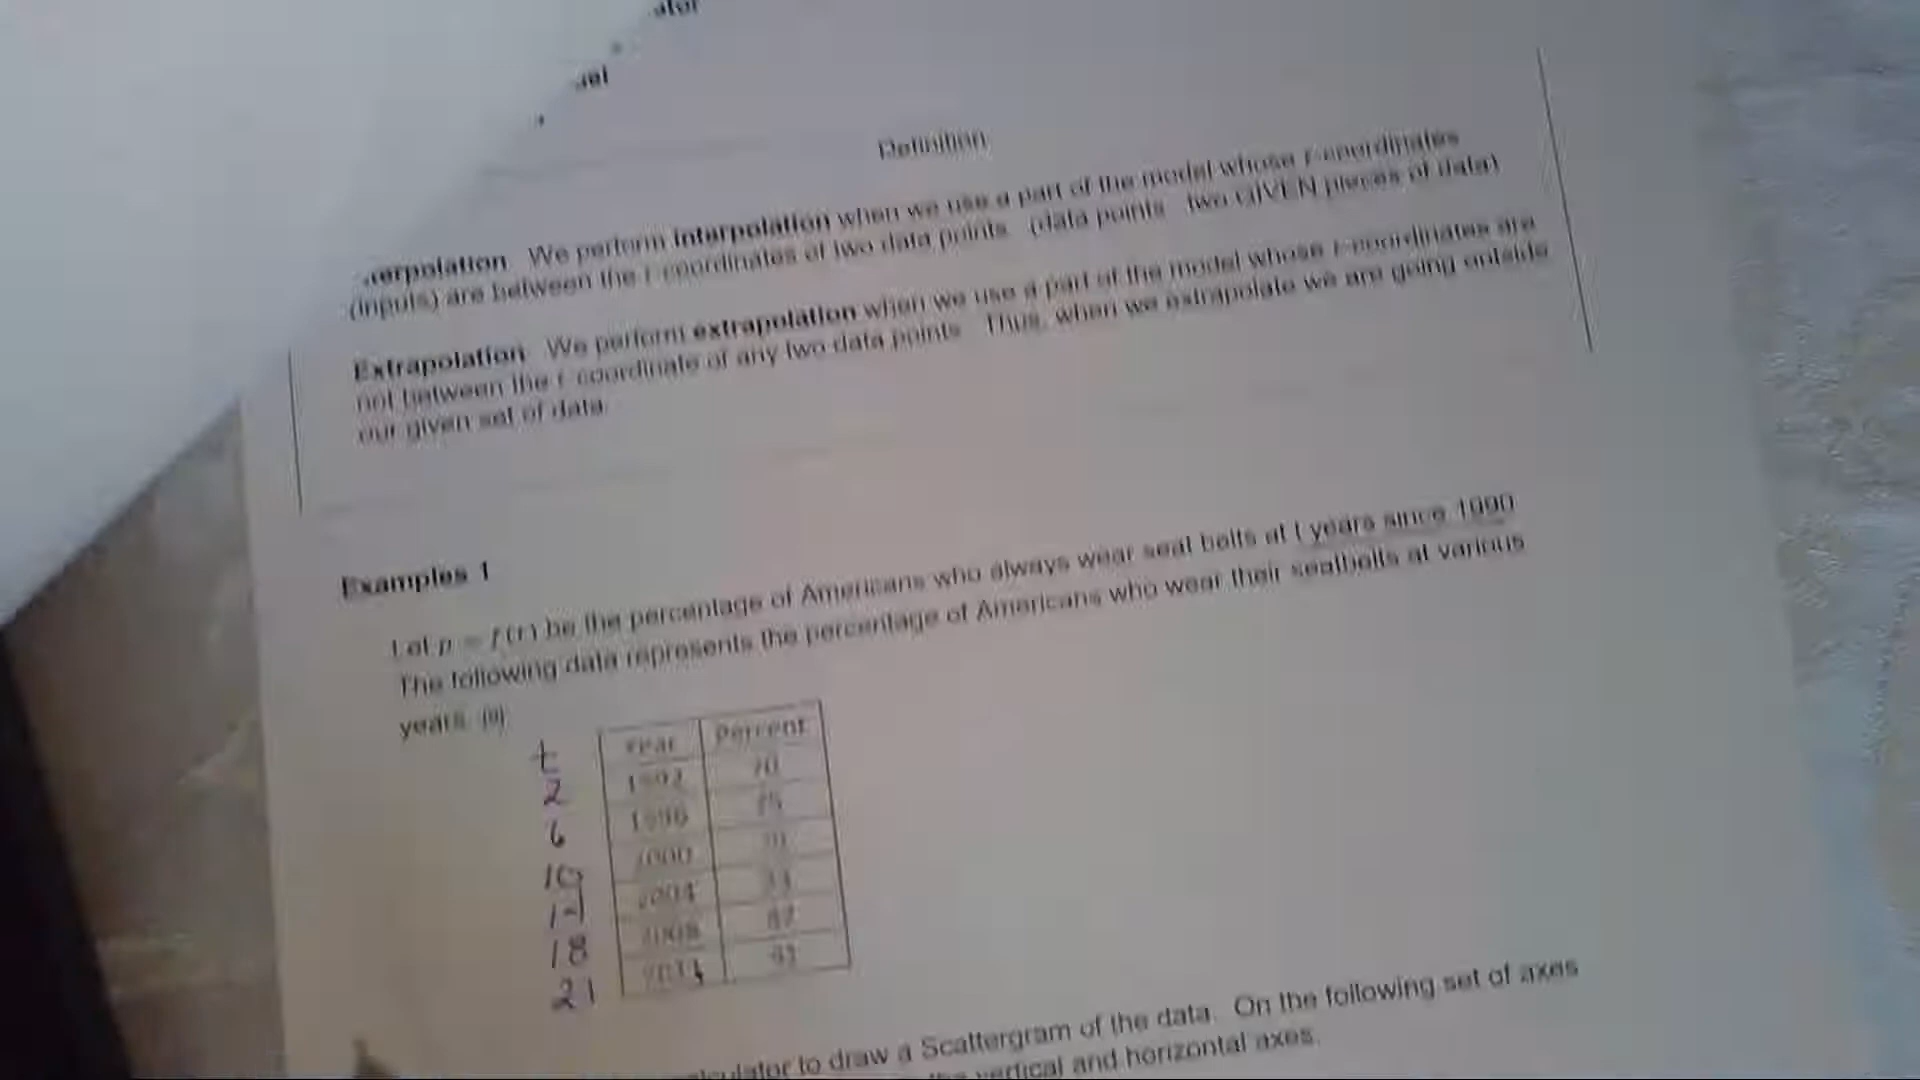 Definition
We perform interpolation when we use a part of the model whose t-coordinates
(inputs) are between the t-coordinates of two data points. (data points two GIVEN pieces of data)
Extrapolation We perform extrapolation when we use a part of the model whose t-coordinates are
not between the t-coordinate of any two data points. Thus, when we extrapolate we are going outside
our given set of data.
Examples 1
Let p = f(t) be the percentage of Americans who always wear seat belts at t years since 1990
The following data represents the percentage of Americans who wear their seatbelts at various
years.
t Year Percent
2 1992 70
6 1996 75
10 2000
14 2004
18 2008 87
21 2011
to draw a Scattergram of the data. On the following set of axes
vertical and horizontal axes.